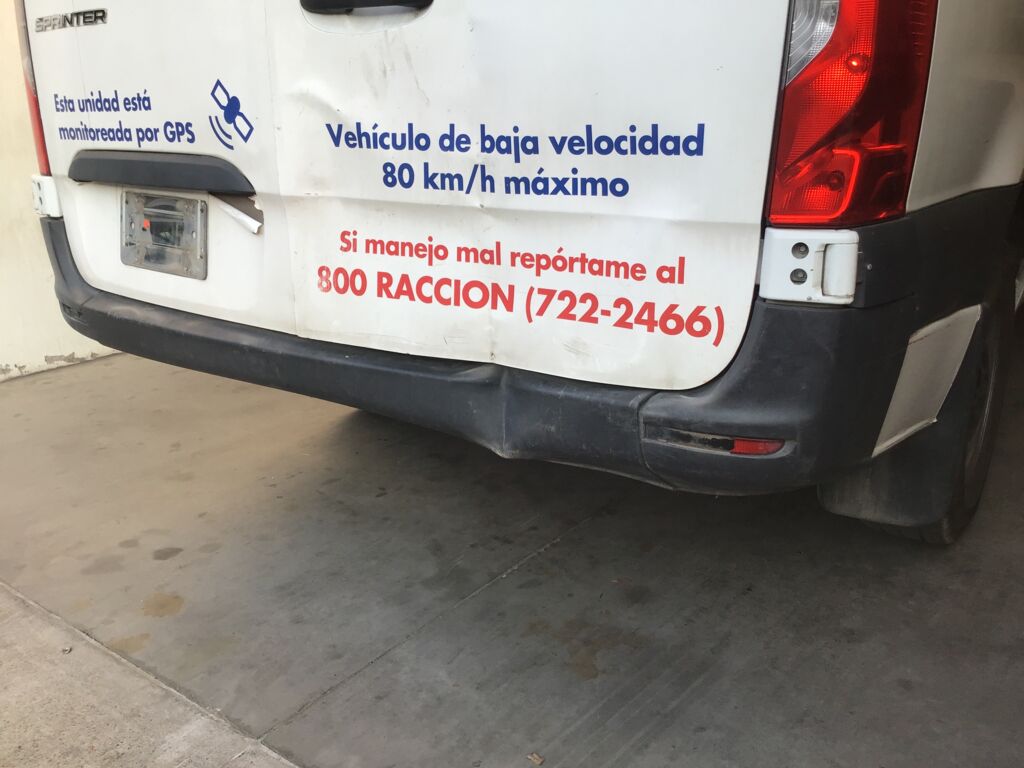 SPRINTER
Esta unidad está
monitoreada por GPS
Vehículo de baja velocidad
80 km/h máximo
Si manejo mal repórtame al
800 RACCION (722-2466)